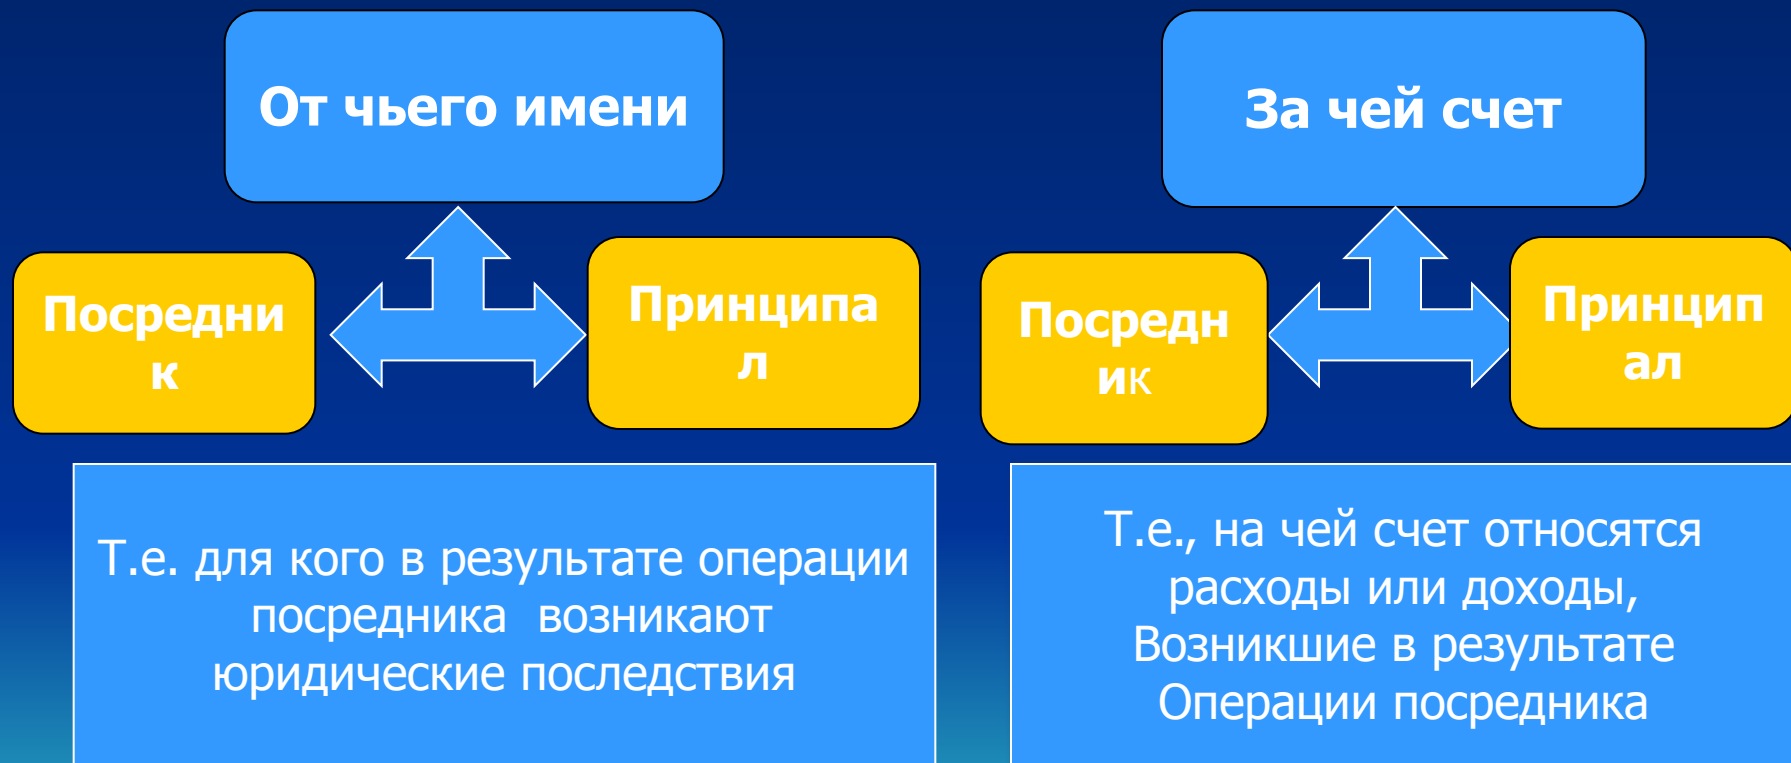 От чьего имени
За чей счет
Посредни
к
Принципа
л
Посредн
ик
Принцип
ал
Т.е. для кого в результате операции
посредника возникают
юридические последствия
Т.е., на чей счет относятся
расходы или доходы,
Возникшие в результате
Операции посредника